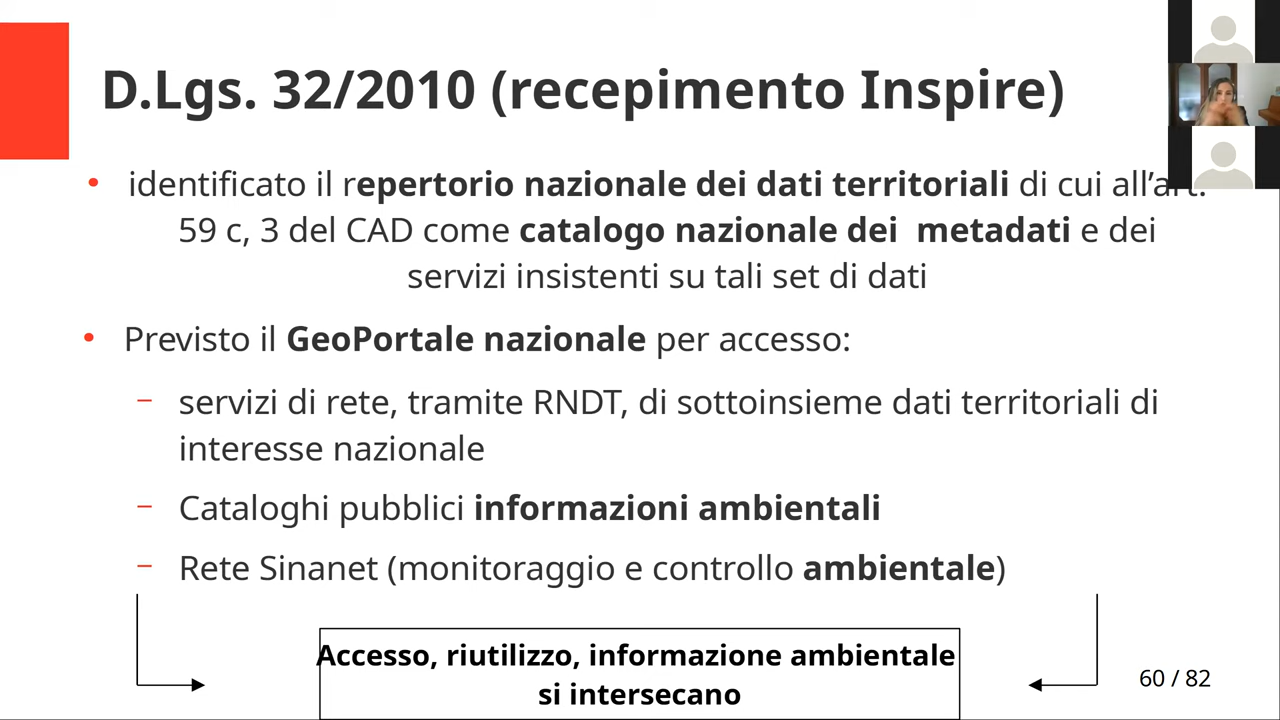 D.Lgs. 32/2010 (recepimento Inspire)
• identificato il repertorio nazionale dei dati territoriali di cui all’art.
59 c, 3 del CAD come catalogo nazionale dei metadati e dei
servizi insistenti su tali set di dati
• Previsto il GeoPortale nazionale per accesso:
– servizi di rete, tramite RNDT, di sottoinsieme dati territoriali di
interesse nazionale
– Cataloghi pubblici informazioni ambientali
– Rete Sinanet (monitoraggio e controllo ambientale)
Accesso, riutilizzo, informazione ambientale
si intersecano
60 / 82